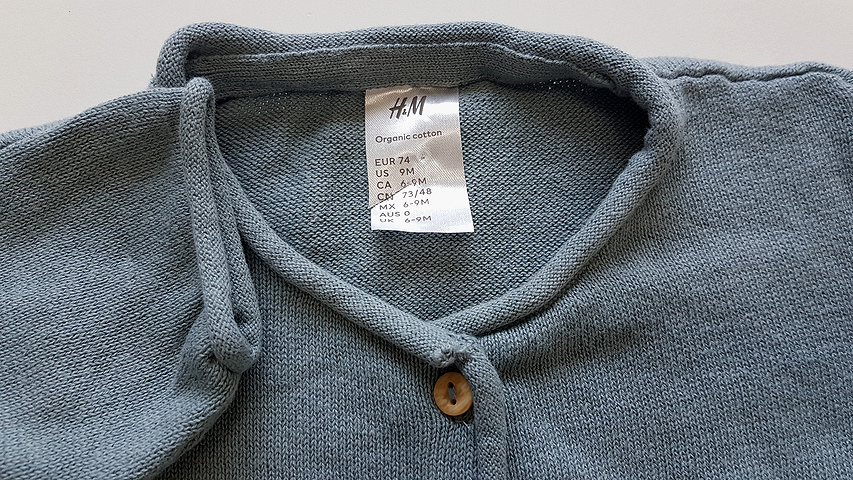 H&M
Organic cotton
EUR 74
US 9M
CA 6-9M
CN 73/48
MX 6-9M
AUS 0
UK 6-9M